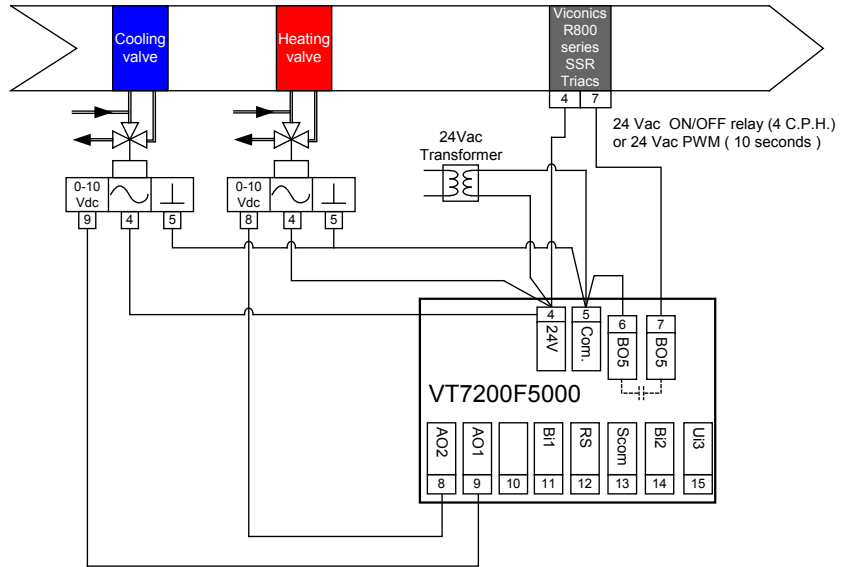 Cooling
valve
Heating
valve
Viconics
R800
series
SSR
Triacs
4 7
24 Vac ON/OFF relay (4 C.P.H.)
or 24 Vac PWM ( 10 seconds )
24Vac
Transformer
0-10
Vdc
9 4 5
0-10
Vdc
8 4 5
4 5 6 7
24V
Com.
BO5
BO5
VT7200F5000
AO2
AO1
Bi1
RS
Scom
Bi2
Ui3
8 9 10 11 12 13 14 15